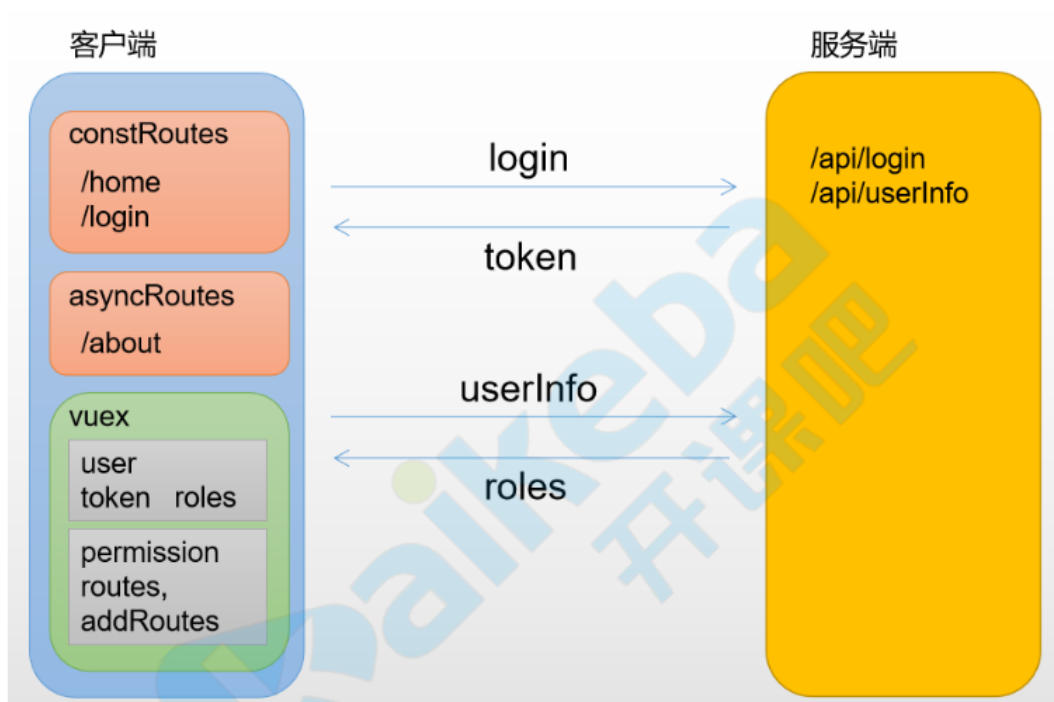 客户端
服务端
constRoutes
/home
/login
login
token
/api/login
/api/userInfo
asyncRoutes
/about
userInfo
roles
vuex
user
token roles
permission
routes,
addRoutes
kaikeba
开课吧